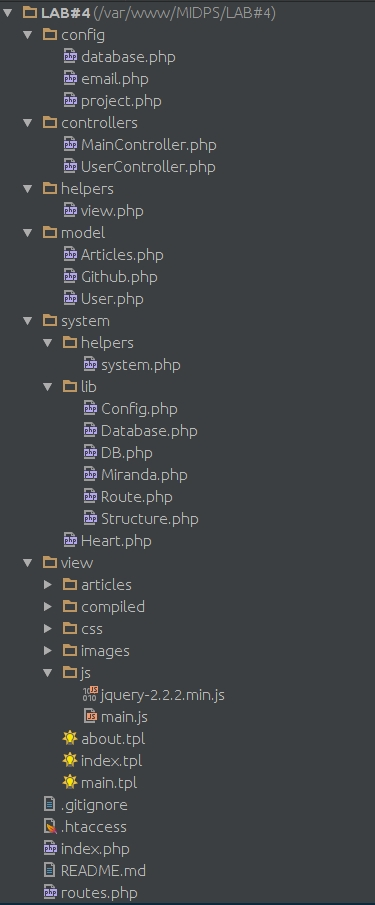 LAB#4 (/var/www/MIDPS/LAB#4)
config
database.php
email.php
project.php
controllers
MainController.php
UserController.php
helpers
view.php
model
Articles.php
Github.php
User.php
system
helpers
system.php
lib
Config.php
Database.php
DB.php
Miranda.php
Route.php
Structure.php
Heart.php
view
articles
compiled
css
images
js
jquery-2.2.2.min.js
main.js
about.tpl
index.tpl
main.tpl
.gitignore
.htaccess
index.php
README.md
routes.php